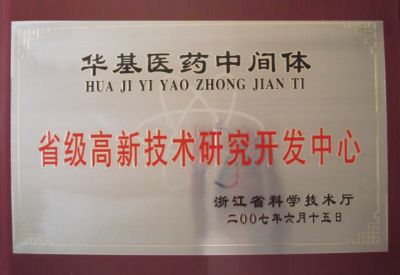 华基医药中间体
HUA JI YI YAO ZHONG JIAN TI
省级高新技术研究开发中心
浙江省科学技术厅
二〇〇七年六月十五日